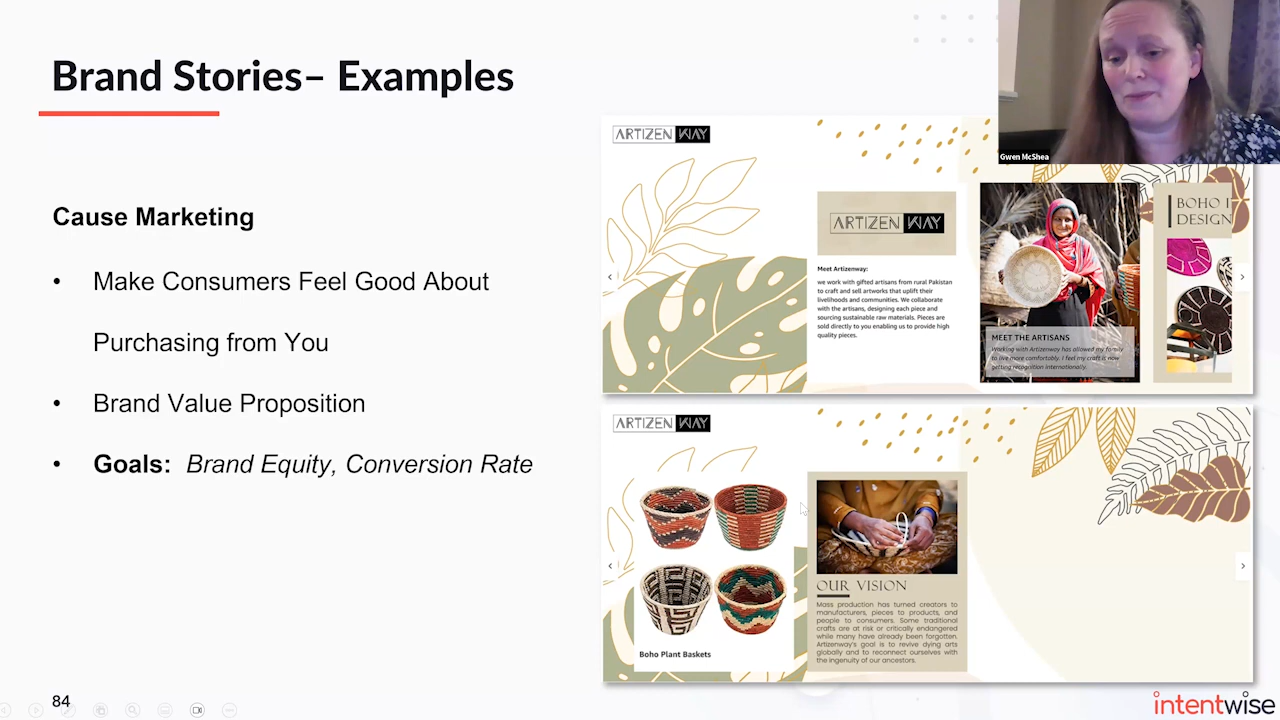 Brand Stories– Examples
Gwen McShea
Cause Marketing
• Make Consumers Feel Good About
Purchasing from You
• Brand Value Proposition
• Goals: Brand Equity, Conversion Rate
ARTIZEN WAY
ARTIZEN WAY
Meet Artizenway:
we work with gifted artisans from rural Pakistan
to craft and sell artworks that uplift their
livelihoods and communities. We collaborate
with the artisans, designing each piece and
sourcing sustainable raw materials. Pieces are
sold directly to you enabling us to provide high
quality pieces.
MEET THE ARTISANS
Working with Artizenway has allowed my family
to live more comfortably. I feel my craft is now
getting recognition internationally.
BOHO
DESIGN
ARTIZEN WAY
Boho Plant Baskets
OUR VISION
Mass production has turned creators to
manufacturers, pieces to products, and
people to consumers. Some traditional
crafts are at risk or critically endangered
while many have already been forgotten.
Artizenway's goal is to revive dying arts
globally and to reconnect ourselves with
the ingenuity of our ancestors.
84
intentwise